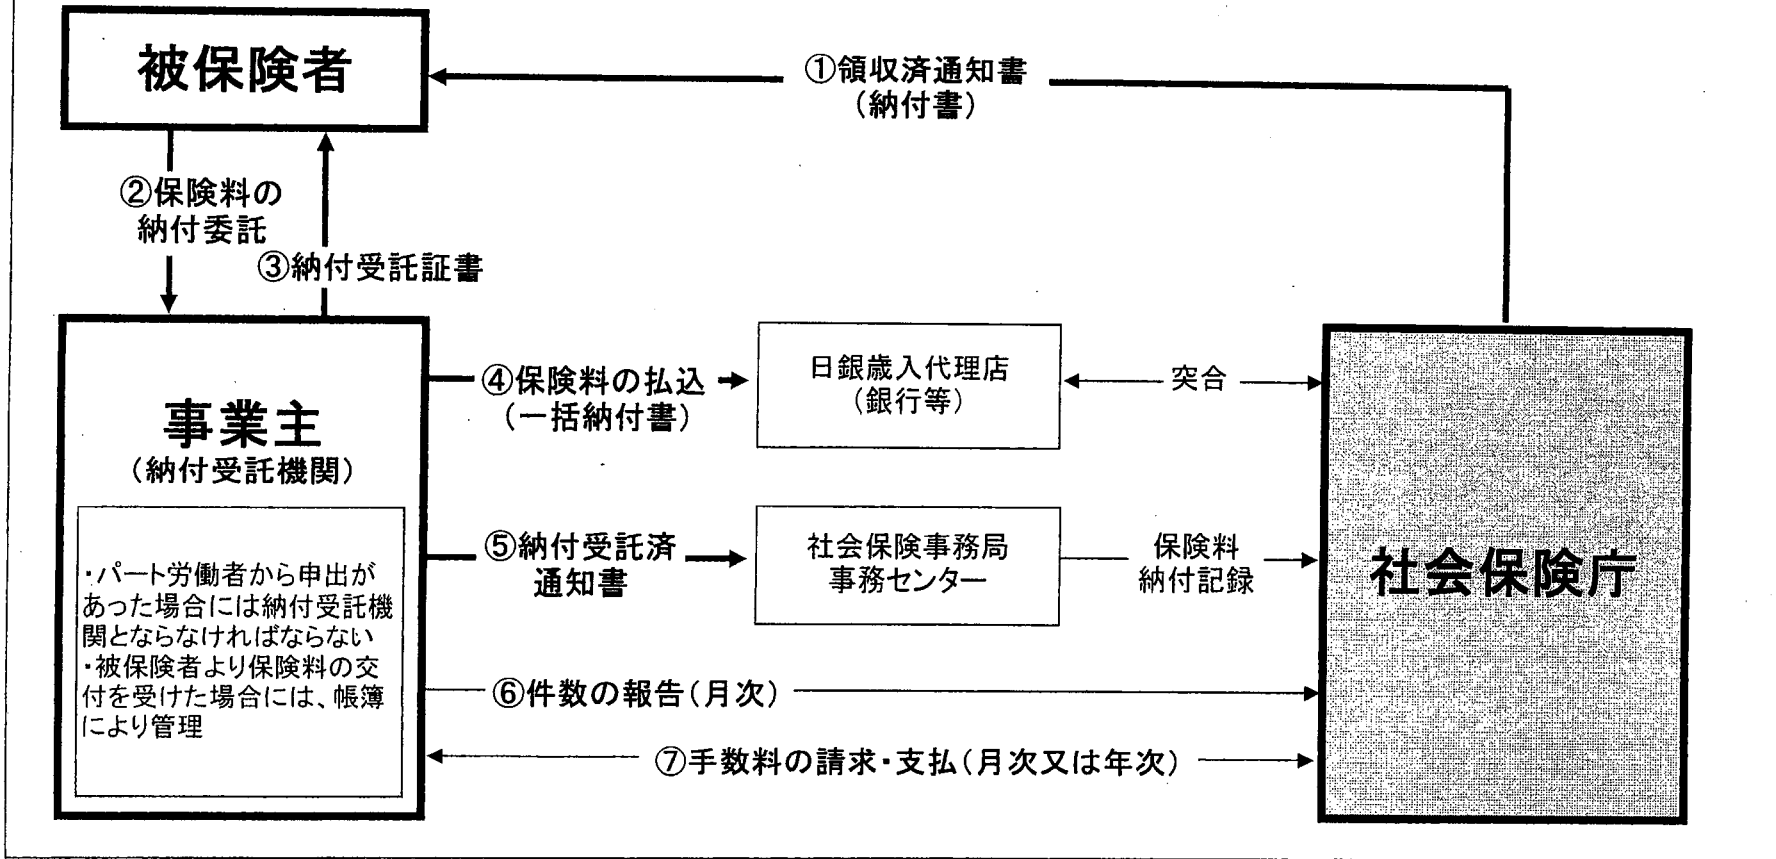 被保険者
①領収済通知書
（納付書）
②保険料の
納付委託
③納付受託証書
事業主
（納付受託機関）
・パート労働者から申出が
あった場合には納付受託機
関とならなければならない
・被保険者より保険料の交
付を受けた場合には、帳簿
により管理
④保険料の払込
（一括納付書）
日銀歳入代理店
（銀行等）
突合
⑤納付受託済
通知書
社会保険事務局
事務センター
保険料
納付記録
社会保険庁
⑥件数の報告（月次）
⑦手数料の請求・支払（月次又は年次）